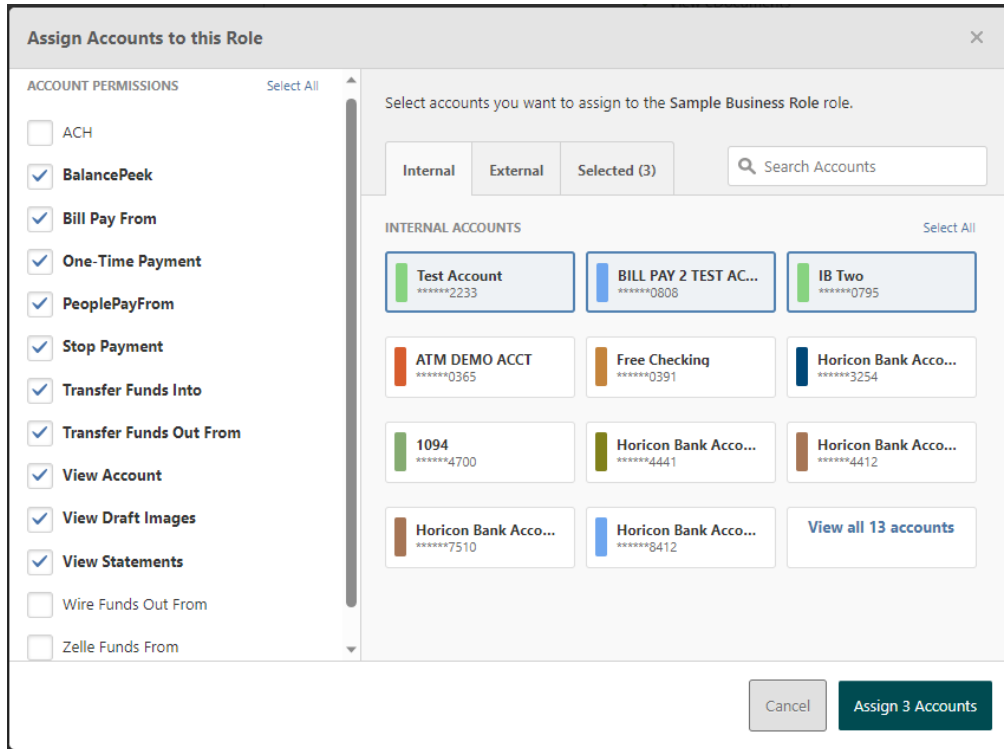 Assign Accounts to this Role
ACCOUNT PERMISSIONS Select All
ACH
BalancePeek
Bill Pay From
One-Time Payment
PeoplePayFrom
Stop Payment
Transfer Funds Into
Transfer Funds Out From
View Account
View Draft Images
View Statements
Wire Funds Out From
Zelle Funds From
Select accounts you want to assign to the Sample Business Role role.
Internal External Selected (3) Search Accounts
INTERNAL ACCOUNTS Select All
Test Account
******2233
BILL PAY 2 TEST AC...
******0808
IB Two
******0795
ATM DEMO ACCT
******0365
Free Checking
******0391
Horicon Bank Acco...
******3254
1094
******4700
Horicon Bank Acco...
******4441
Horicon Bank Acco...
******4412
Horicon Bank Acco...
******7510
Horicon Bank Acco...
******8412
View all 13 accounts
Cancel Assign 3 Accounts